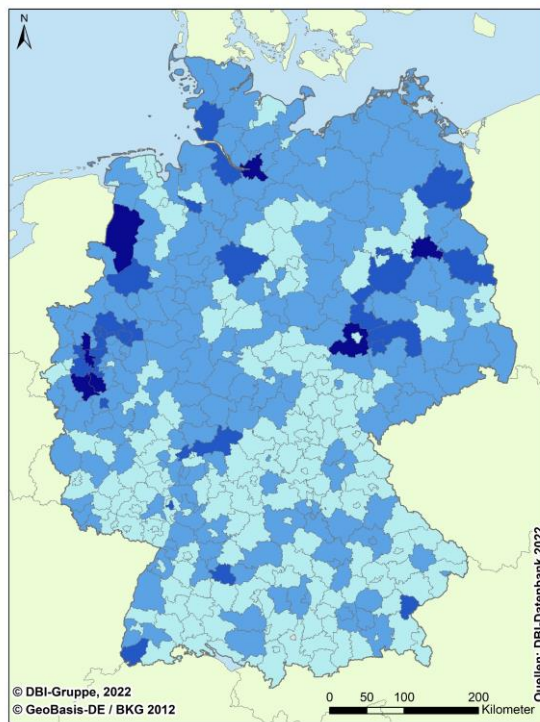 N
Quellen: DBI-Datenbank 2022
© DBI-Gruppe, 2022
© GeoBasis-DE / BKG 2012
0 50 100 200
Kilometer